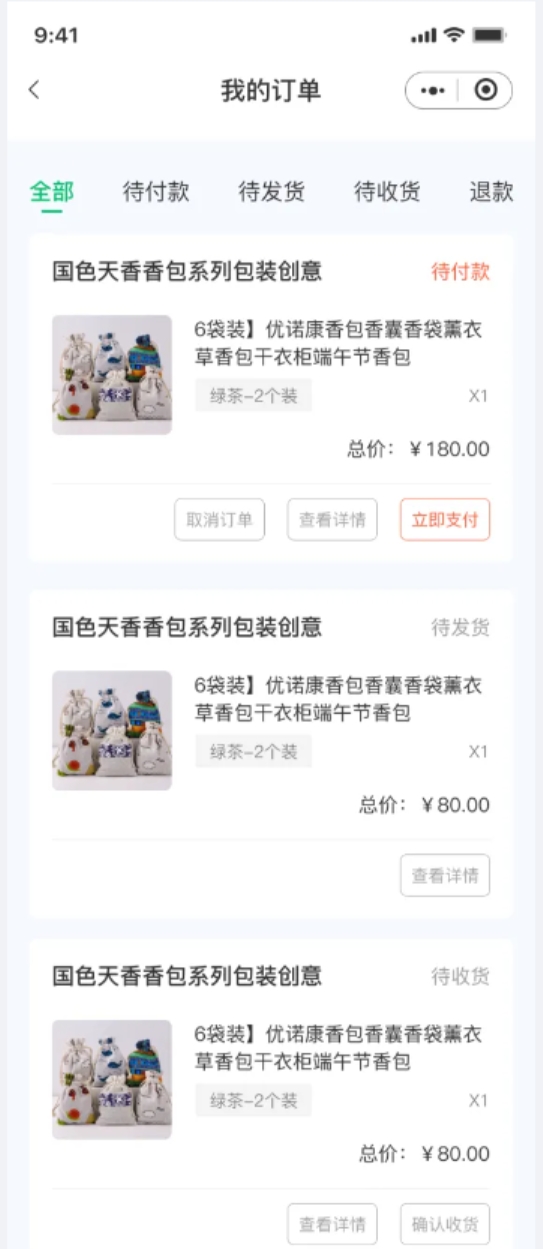 9:41
我的订单
全部 待付款 待发货 待收货 退款
国色天香香包系列包装创意 待付款
6袋装】优诺康香包香囊香袋薰衣
草香包干衣柜端午节香包
绿茶-2个装 X1
总价：￥180.00
取消订单 查看详情 立即支付
国色天香香包系列包装创意 待发货
6袋装】优诺康香包香囊香袋薰衣
草香包干衣柜端午节香包
绿茶-2个装 X1
总价：￥80.00
查看详情
国色天香香包系列包装创意 待收货
6袋装】优诺康香包香囊香袋薰衣
草香包干衣柜端午节香包
绿茶-2个装 X1
总价：￥80.00
查看详情 确认收货